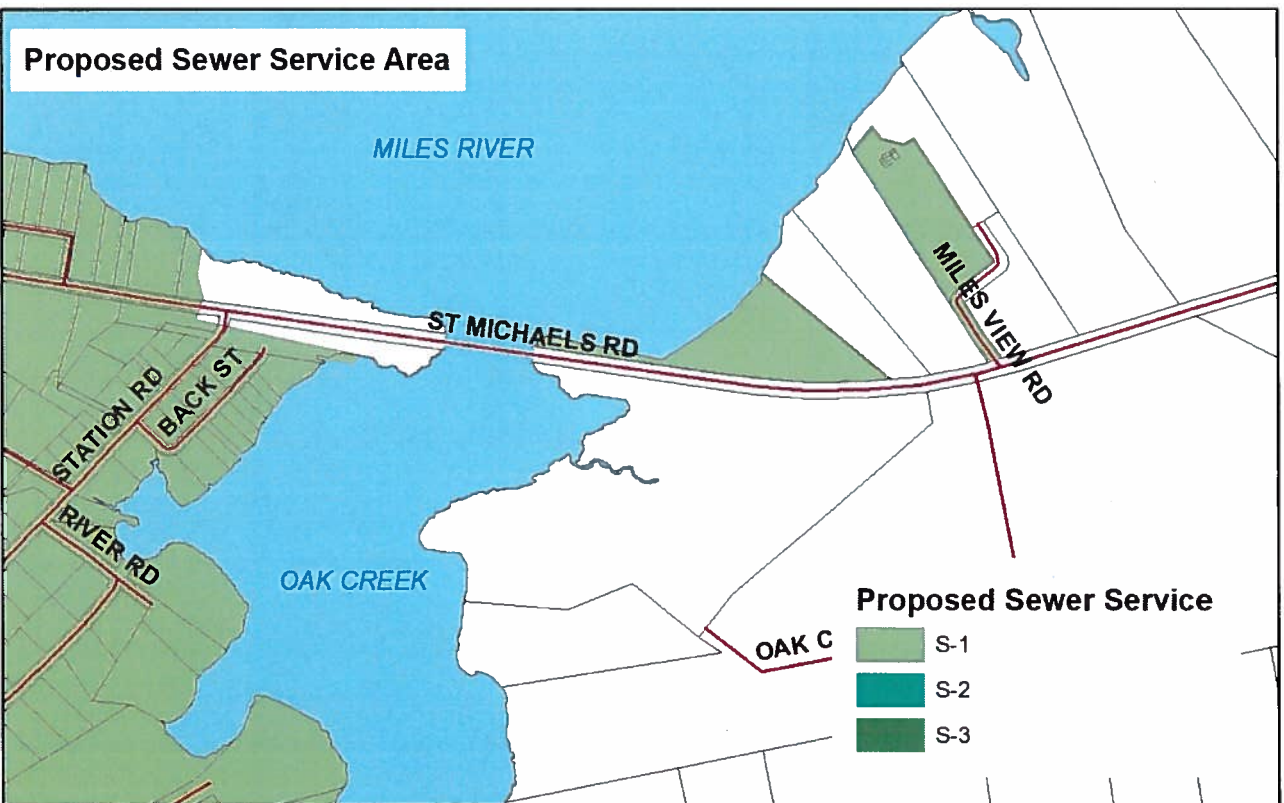 Proposed Sewer Service Area
MILES RIVER
MILES VIEW RD
ST MICHAELS RD
STATION RD
BACK ST
RIVER RD
OAK CREEK
OAK C
Proposed Sewer Service
S-1
S-2
S-3